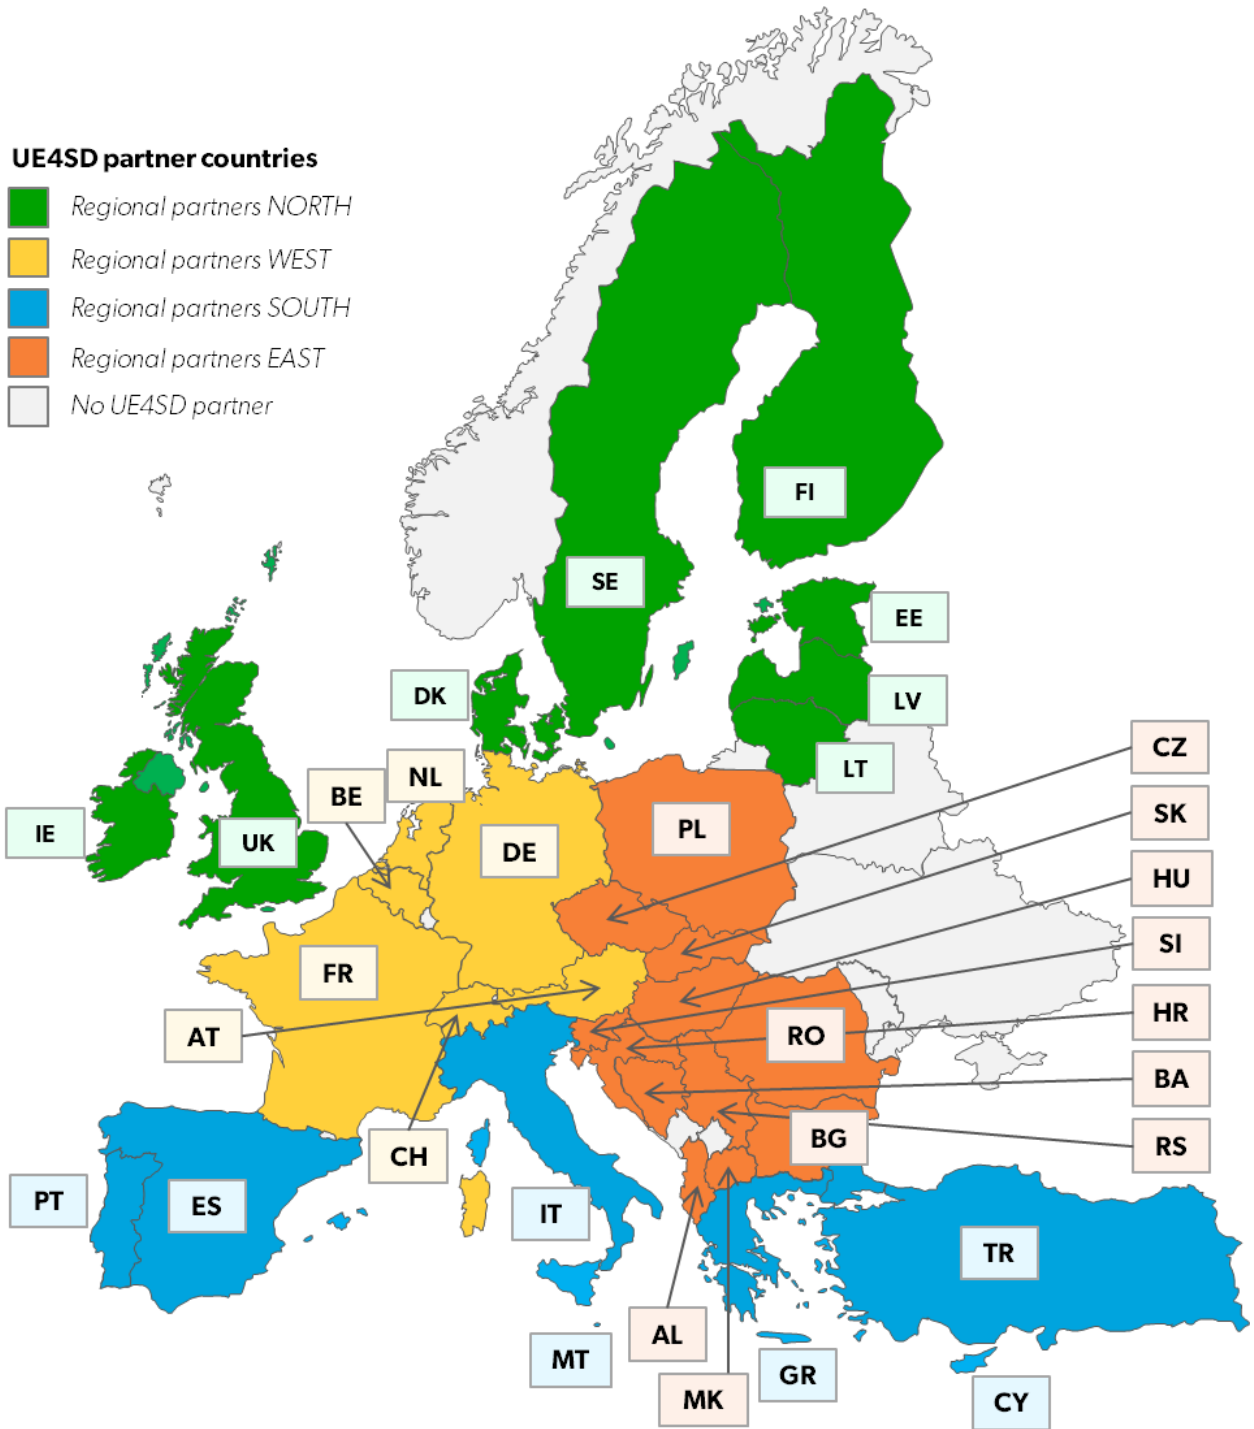 UE4SD partner countries
Regional partners NORTH
Regional partners WEST
Regional partners SOUTH
Regional partners EAST
No UE4SD partner
FI
SE
EE
DK
LV
CZ
NL
LT
BE
SK
IE
UK
DE
PL
HU
SI
FR
HR
AT
RO
BA
BG
RS
CH
PT
ES
IT
TR
AL
MT
GR
MK
CY